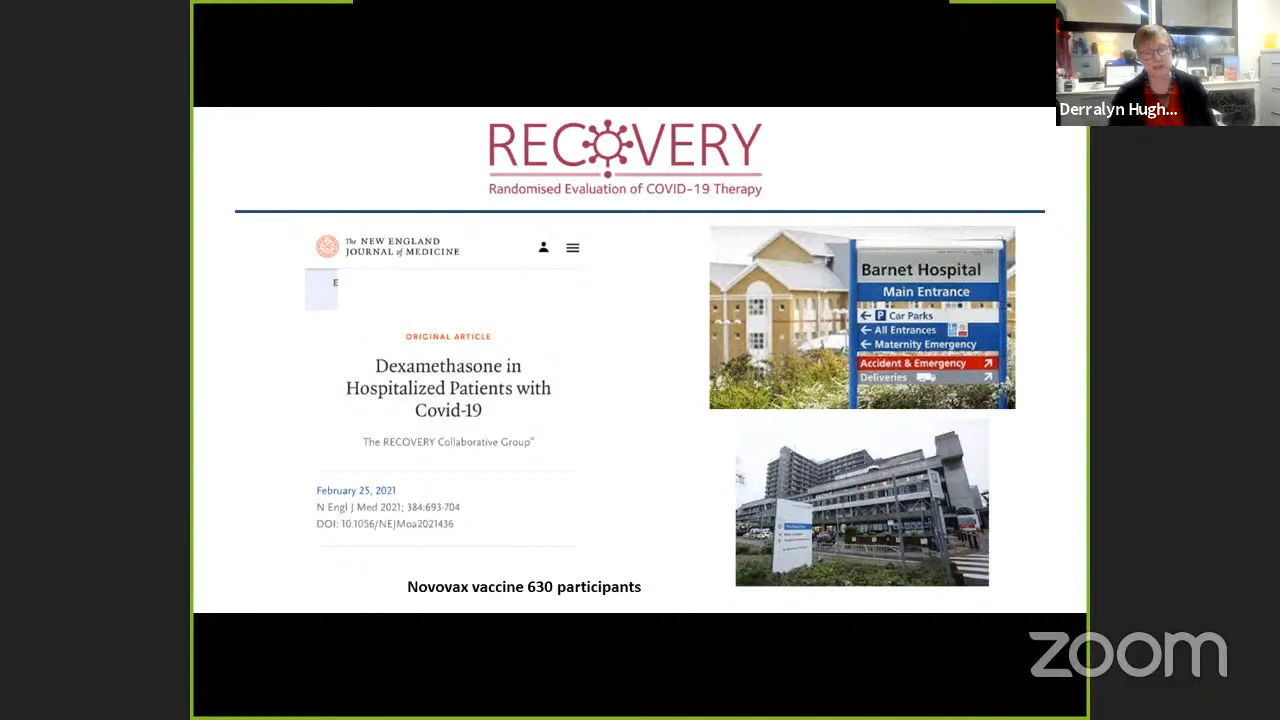 RECOVERY
Randomised Evaluation of COVID-19 Therapy
Derralyn Hugh...
The NEW ENGLAND
JOURNAL of MEDICINE
E
ORIGINAL ARTICLE
Dexamethasone in
Hospitalized Patients with
Covid-19
The RECOVERY Collaborative Group*
February 25, 2021
N Engl J Med 2021; 384:693-704
DOI: 10.1056/NEJMoa2021436
Novovax vaccine 630 participants
Barnet Hospital
Main Entrance
P Car Parks
All Entrances
Maternity Emergency
Accident & Emergency
Deliveries
zoom